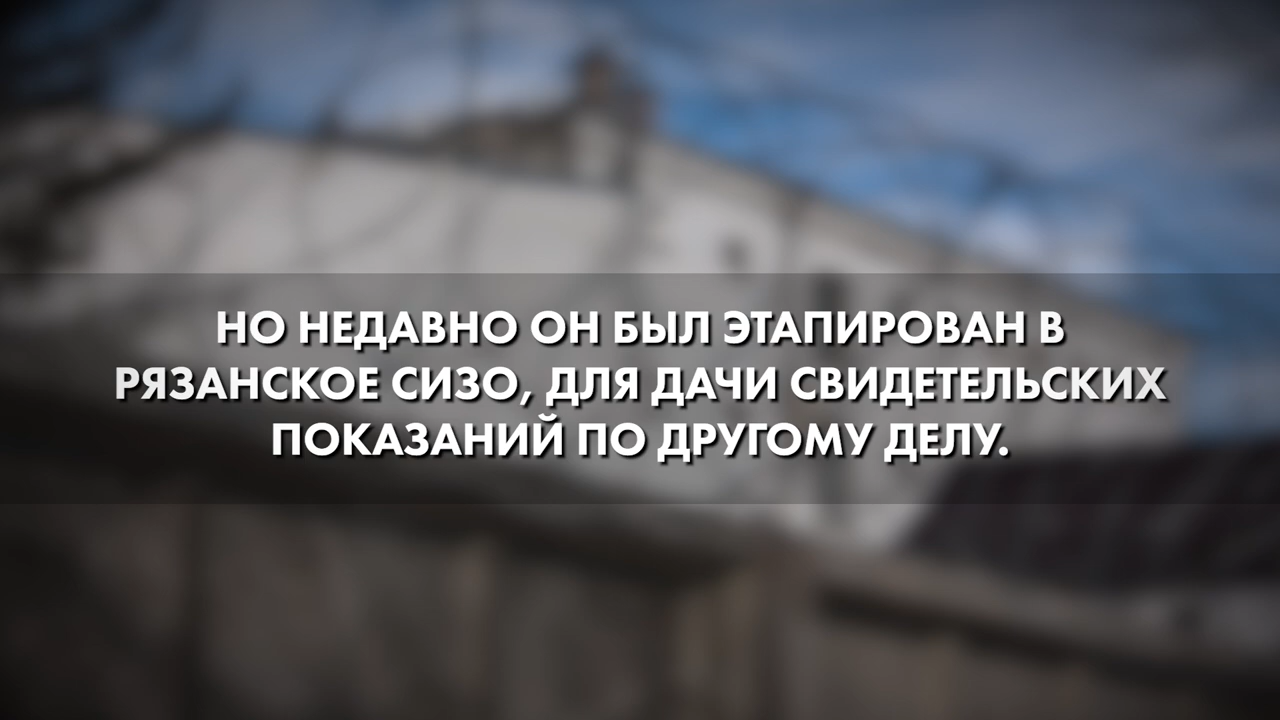 НО НЕДАВНО ОН БЫЛ ЭТАПИРОВАН В
РЯЗАНСКОЕ СИЗО, ДЛЯ ДАЧИ СВИДЕТЕЛЬСКИХ
ПОКАЗАНИЙ ПО ДРУГОМУ ДЕЛУ.